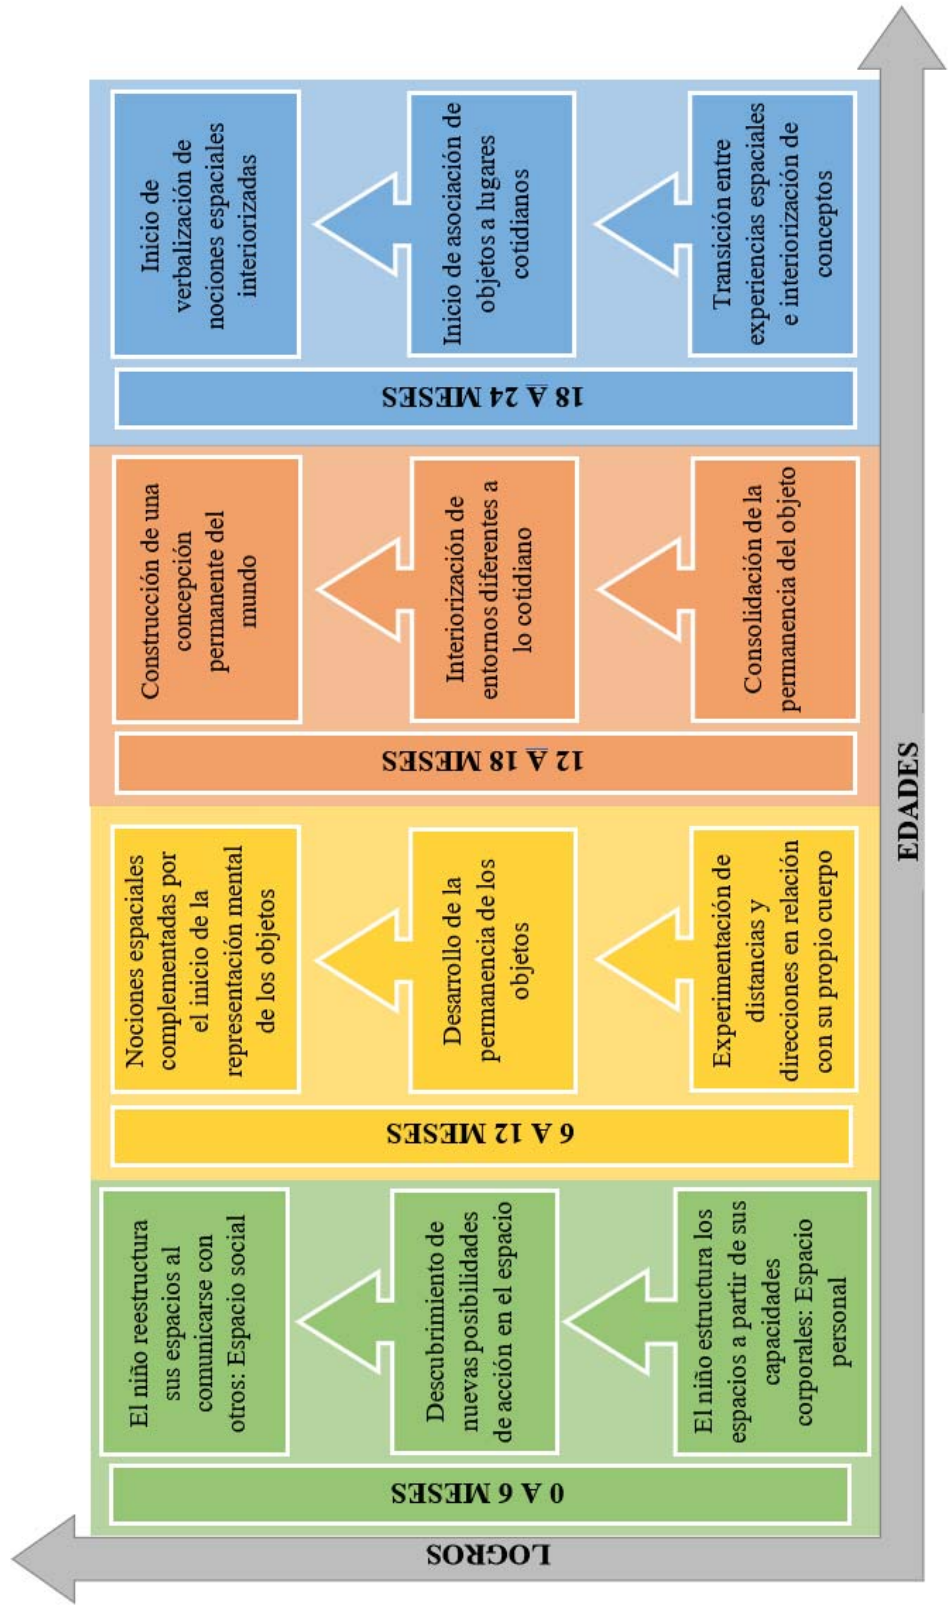 LOGROS
0 A 6 MESES
El niño reestructura
sus espacios al
comunicarse con
otros: Espacio social
Descubrimiento de
nuevas posibilidades
de acción en el espacio
El niño estructura los
espacios a partir de sus
capacidades
corporales: Espacio
personal
6 A 12 MESES
Nociones espaciales
complementadas por
el inicio de la
representación mental
de los objetos
Desarrollo de la
permanencia de los
objetos
Experimentación de
distancias y
direcciones en relación
con su propio cuerpo
12 A 18 MESES
Construcción de una
concepción
permanente del
mundo
Interiorización de
entornos diferentes a
lo cotidiano
Consolidación de la
permanencia del objeto
18 A 24 MESES
Inicio de
verbalización de
nociones espaciales
interiorizadas
Inicio de asociación de
objetos a lugares
cotidianos
Transición entre
experiencias espaciales
e interiorización de
conceptos
EDADES